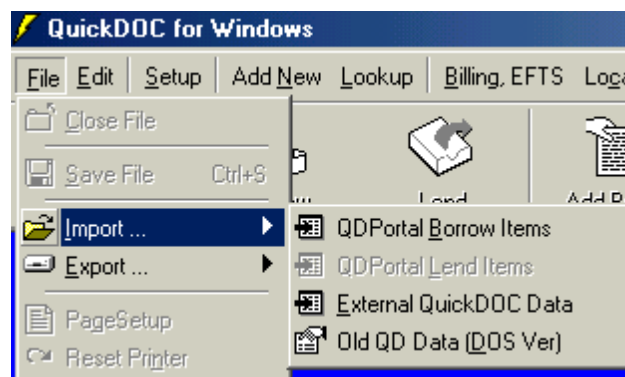 QuickDOC for Windows
File Edit Setup Add New Lookup Billing, EFTS
Close File
Save File Ctrl+S
Import ...
Export ...
PageSetup
Reset Printer
Lend
QDPortal Borrow Items
QDPortal Lend Items
External QuickDOC Data
Old QD Data (DOS Ver)